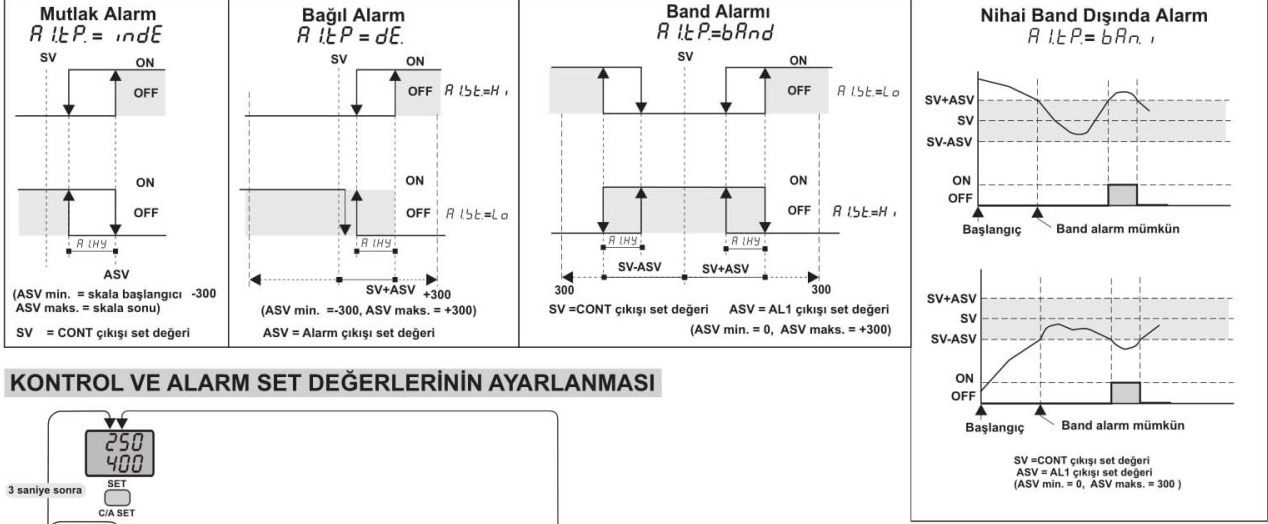 Mutlak Alarm
A1.tP. = indE
SV
ON
OFF
ON
OFF
A1.HY
ASV
(ASV min. = skala başlangıcı -300
ASV maks. = skala sonu)
SV = CONT çıkışı set değeri
Bağıl Alarm
A1.tP = dE.
SV
ON
OFF
A1.St.=Hi
ON
OFF
A1.St.=Lo
A1.HY
SV+ASV
+300
(ASV min. =-300, ASV maks. = +300)
ASV = Alarm çıkışı set değeri
Band Alarmı
A1.tP.=bAnd
SV
ON
OFF
A1.St.=Lo
ON
OFF
A1.St.=Hi
A1.HY
A1.HY
SV-ASV
SV+ASV
300
300
SV =CONT çıkışı set değeri ASV = AL1 çıkışı set değeri
(ASV min. = 0, ASV maks. = +300)
Nihai Band Dışında Alarm
A1.tP.= bAn.i
SV+ASV
SV
SV-ASV
ON
OFF
Başlangıç
Band alarm mümkün
SV+ASV
SV
SV-ASV
ON
OFF
Başlangıç
Band alarm mümkün
SV =CONT çıkışı set değeri
ASV = AL1 çıkışı set değeri
(ASV min. = 0, ASV maks. = 300 )
KONTROL VE ALARM SET DEĞERLERİNİN AYARLANMASI
250
400
3 saniye sonra
SET
C/A SET